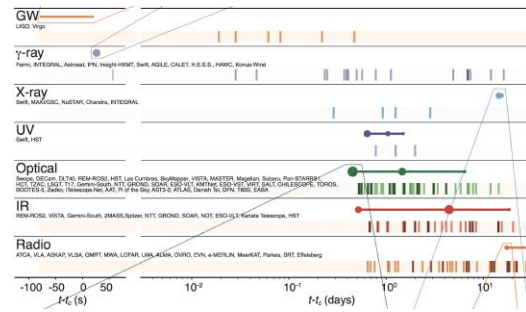 GW
LIGO, Virgo
γ-ray
Fermi, INTEGRAL, Astrosat, IPN, Insight-HXMT, Swift, AGILE, CALET, H.E.S.S., HAWC, Konus-Wind
X-ray
Swift, MAXI/GSC, NuSTAR, Chandra, INTEGRAL
UV
Swift, HST
Optical
Swope, DECam, DLT40, REM-ROS2, HST, Las Cumbres, SkyMapper, VISTA, MASTER, Magellan, Subaru, Pan-STARRS1,
HCT, TZAC, LSGT, T17, Gemini-South, NTT, GROND, SOAR, ESO-VLT, KMTNet, ESO-VST, VIRT, SALT, CHILESCOPE, TOROS,
BOOTES-5, Zadko, iTelescope.Net, AAT, Pi of the Sky, AST3-2, ATLAS, Danish Tel, DFN, T80S, EABA
IR
REM-ROS2, VISTA, Gemini-South, 2MASS,Spitzer, NTT, GROND, SOAR, NOT, ESO-VLT, Kanata Telescope, HST
Radio
ATCA, VLA, ASKAP, VLBA, GMRT, MWA, LOFAR, LWA, ALMA, OVRO, EVN, e-MERLIN, MeerKAT, Parkes, SRT, Effelsberg
-100 -50 0 50 10⁻² 10⁻¹ 10⁰ 10¹
t-tc (s) t-tc (days)